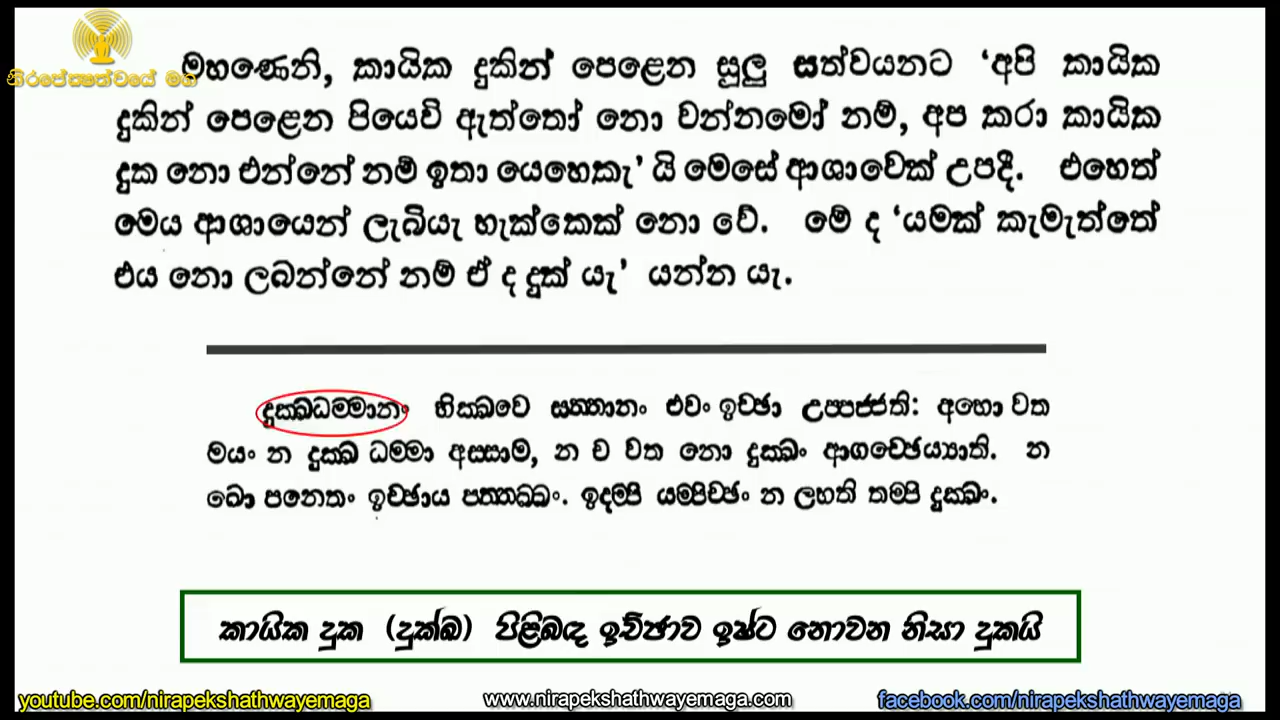 නිරපේක්‍ෂත්වයේ මග
මහණෙනි, කායික දුකින් පෙළෙන සූලු සත්වයනට ‘අපි කායික
දුකින් පෙළෙන පියෙවි ඇත්තෝ නො වන්නමෝ නම්, අප කරා කායික
දුක නො එන්නේ නම් ඉතා යෙහෙකැ’ යි මෙසේ ආශාවෙක් උපදී. එහෙත්
මෙය ආශායෙන් ලැබියැ හැක්කෙක් නො වේ. මේ ද ‘යමක් කැමැත්තේ
එය නො ලබන්නේ නම් ඒ ද දුක් යැ’ යන්න යැ.
දුක්ඛධම්මානං භික්ඛවෙ සත්තානං එවං ඉච්ඡා උප්පජ්ජති: අහො වත
මයං න දුක්ඛ ධම්මා අස්සාම, න ච වත නො දුක්ඛං ආගච්ඡෙය්‍යාති. න
ඛො පනෙතං ඉච්ඡාය පත්තබ්බං. ඉදම්පි යම්පිච්ඡං න ලභති තම්පි දුක්ඛං.
කායික දුක (දුක්ඛ) පිළිබඳ ඉච්ඡාව ඉෂ්ට නොවන නිසා දුකයි
youtube.com/nirapekshathwayemaga www.nirapekshathwayemaga.com facebook.com/nirapekshathwayemaga